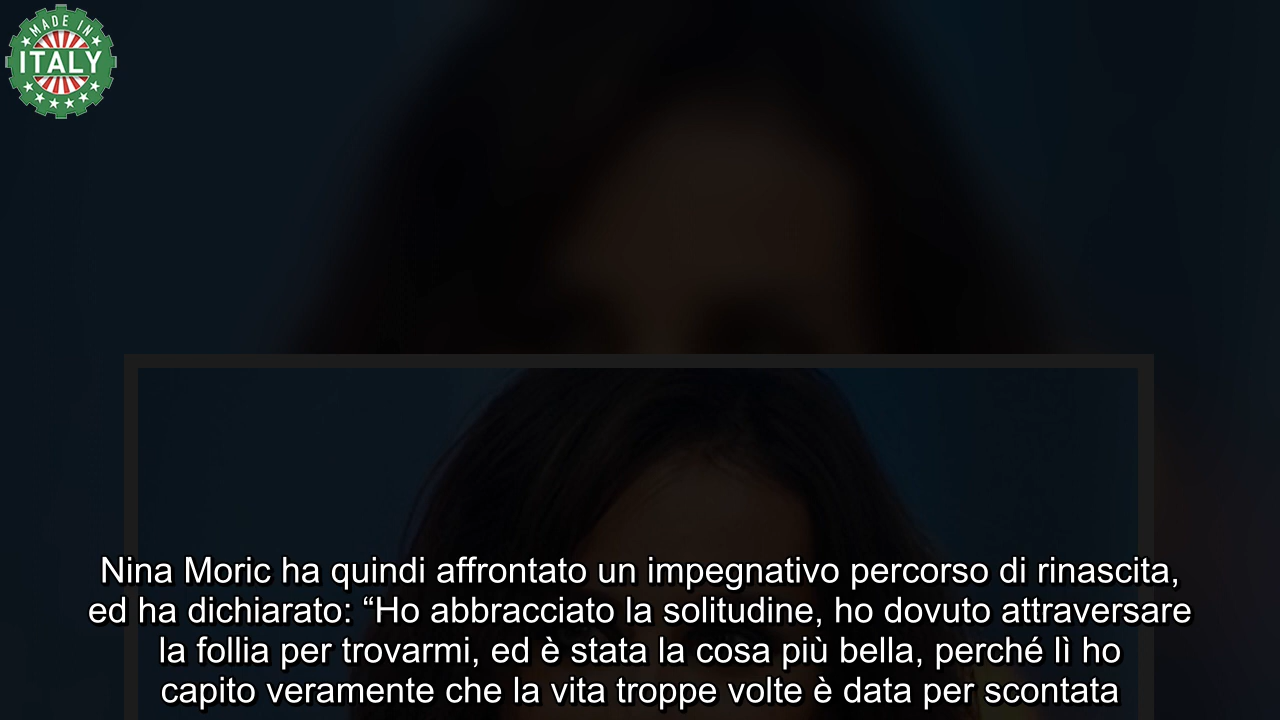 MADE IN
ITALY
Nina Moric ha quindi affrontato un impegnativo percorso di rinascita,
ed ha dichiarato: “Ho abbracciato la solitudine, ho dovuto attraversare
la follia per trovarmi, ed è stata la cosa più bella, perché lì ho
capito veramente che la vita troppe volte è data per scontata